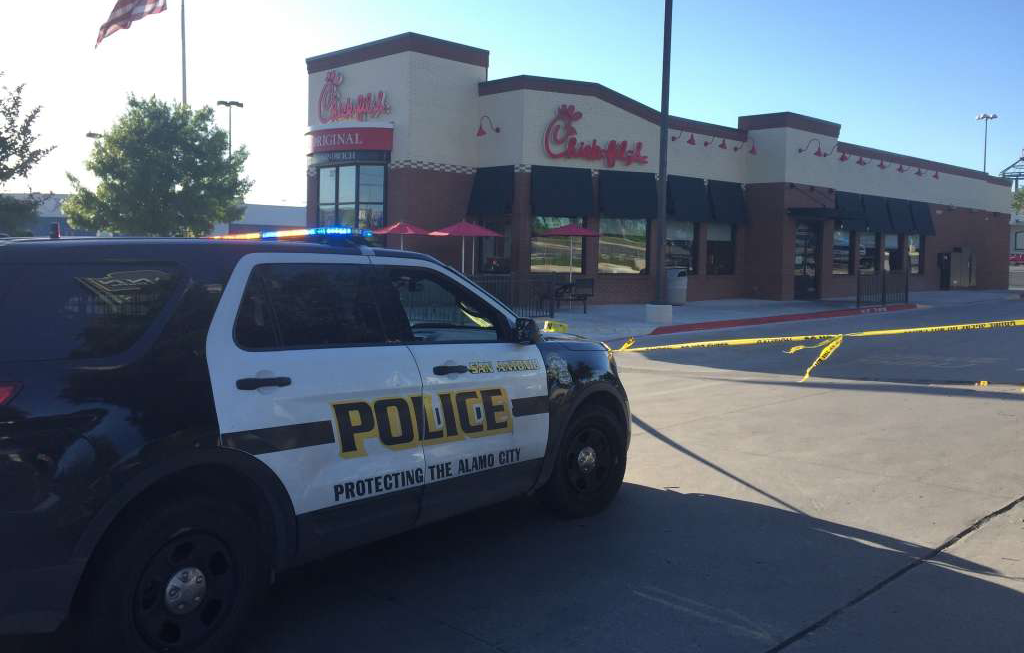 Chick-fil-A
ORIGINAL
SANDWICH
Chick-fil-A
SAN ANTONIO
POLICE
PROTECTING THE ALAMO CITY